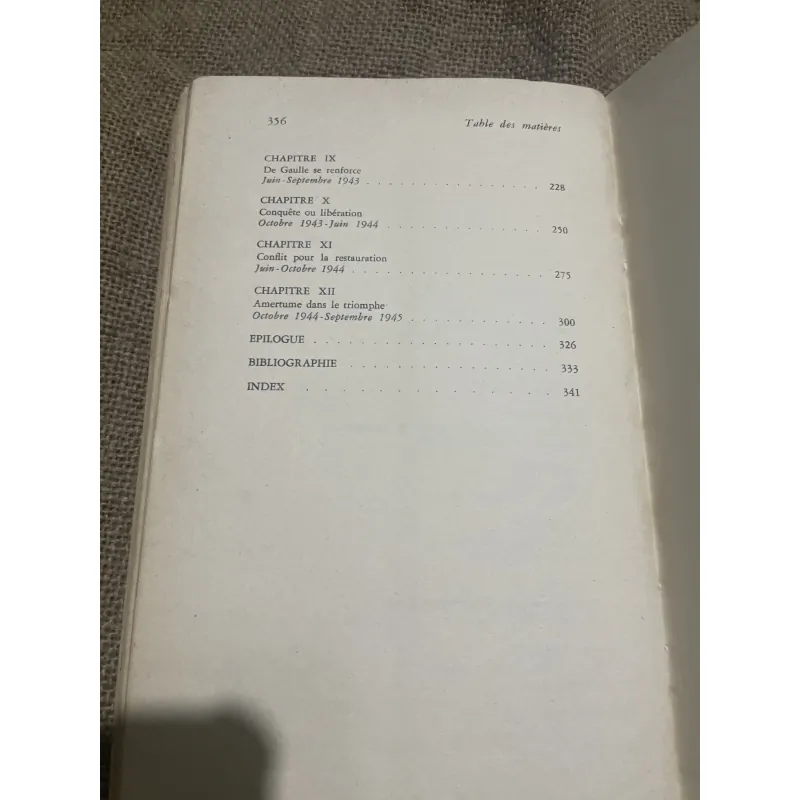 356 Table des matières
CHAPITRE IX
De Gaulle se renforce
Juin-Septembre 1943 . . . . . . . . . . . . . . . . 228
CHAPITRE X
Conquête ou libération
Octobre 1943-Juin 1944 . . . . . . . . . . . . . . 250
CHAPITRE XI
Conflit pour la restauration
Juin-Octobre 1944 . . . . . . . . . . . . . . . . . 275
CHAPITRE XII
Amertume dans le triomphe
Octobre 1944-Septembre 1945 . . . . . . . . . . . 300
EPILOGUE . . . . . . . . . . . . . . . . . . . . 326
BIBLIOGRAPHIE . . . . . . . . . . . . . . . . . 333
INDEX . . . . . . . . . . . . . . 341